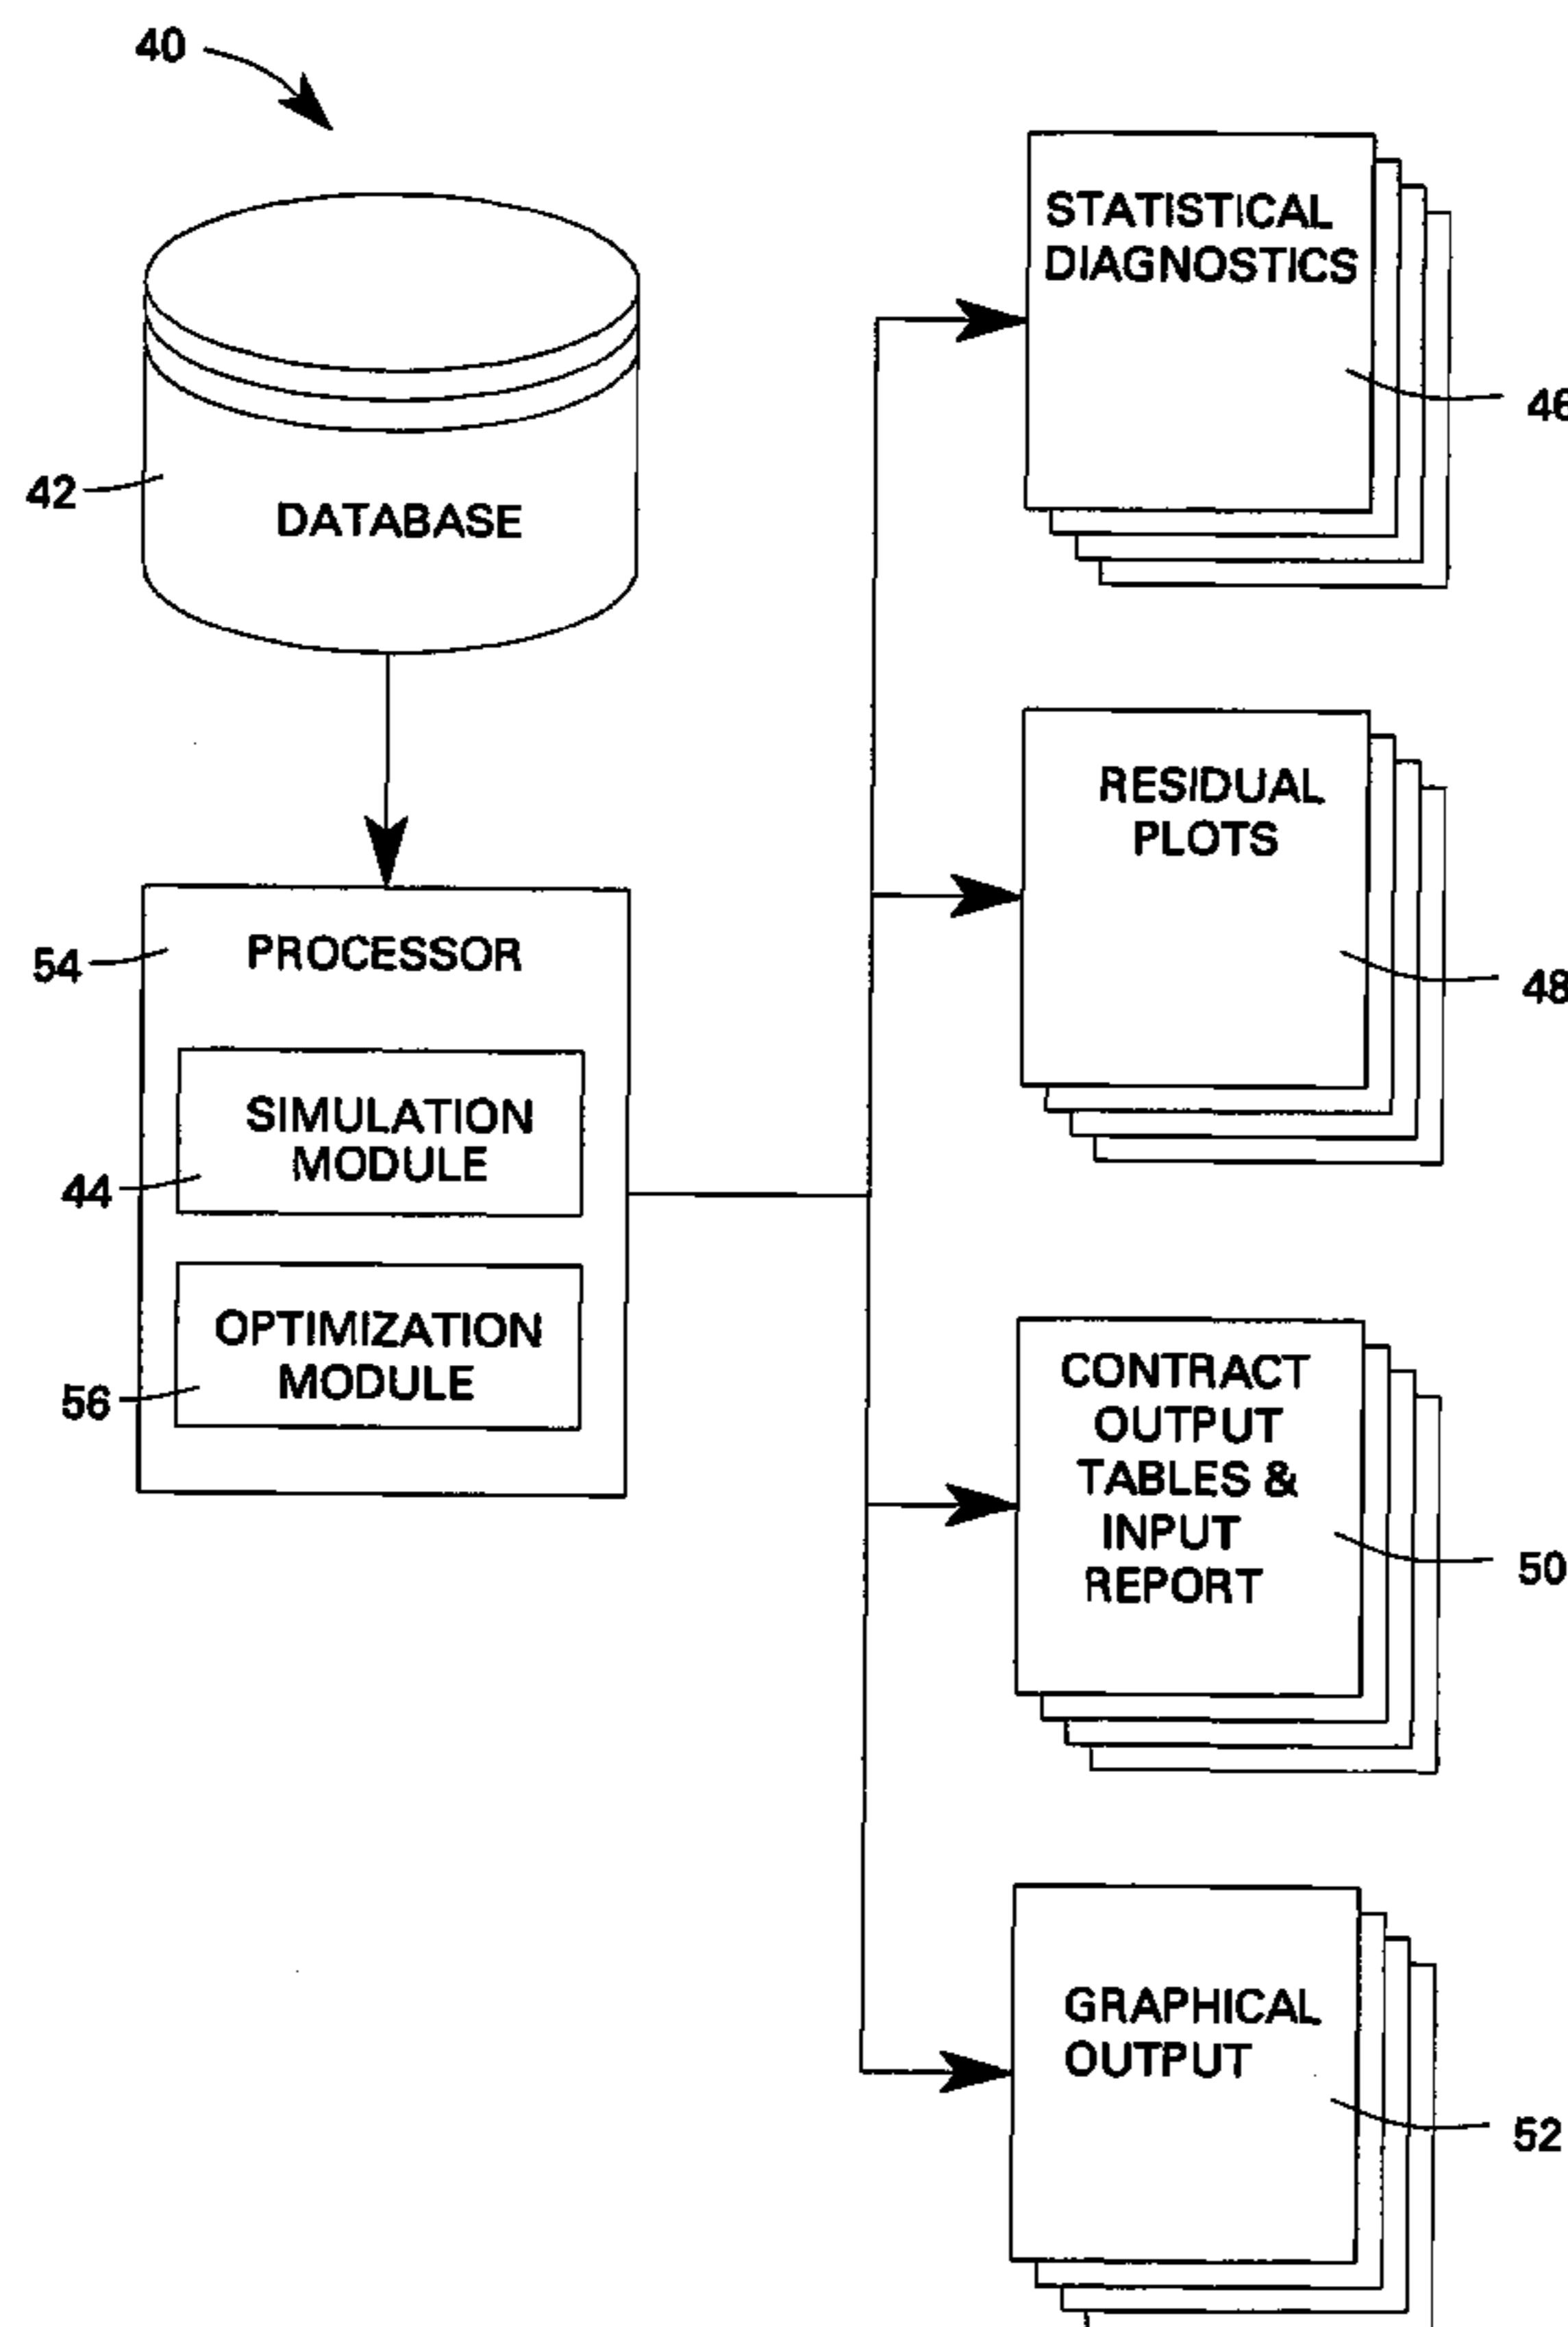 40
42
DATABASE
54
PROCESSOR
SIMULATION
MODULE
44
OPTIMIZATION
MODULE
56
STATISTICAL
DIAGNOSTICS
46
RESIDUAL
PLOTS
48
CONTRACT
OUTPUT
TABLES &
INPUT
REPORT
50
GRAPHICAL
OUTPUT
52